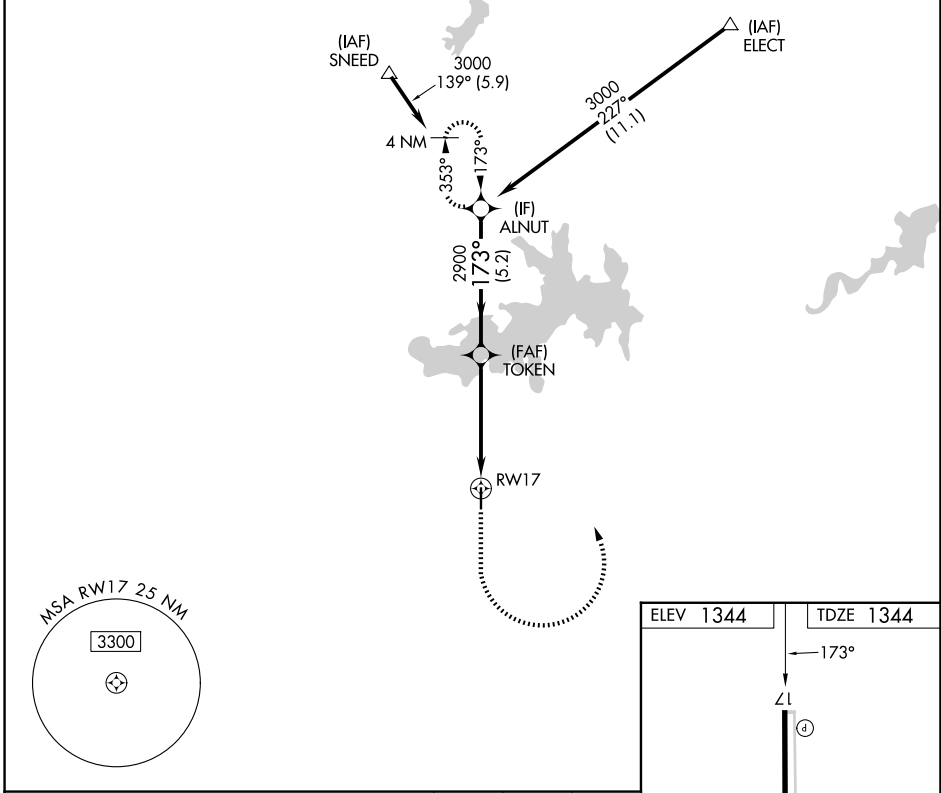 (IAF)
SNEED
3000
139° (5.9)
(IAF)
ELECT
3000
227°
(11.1)
4 NM
353°
173°
(IF)
ALNUT
2900
173°
(5.2)
(FAF)
TOKEN
RW17
MSA RW17 25 NM
3300
ELEV 1344
TDZE 1344
173°
17
P